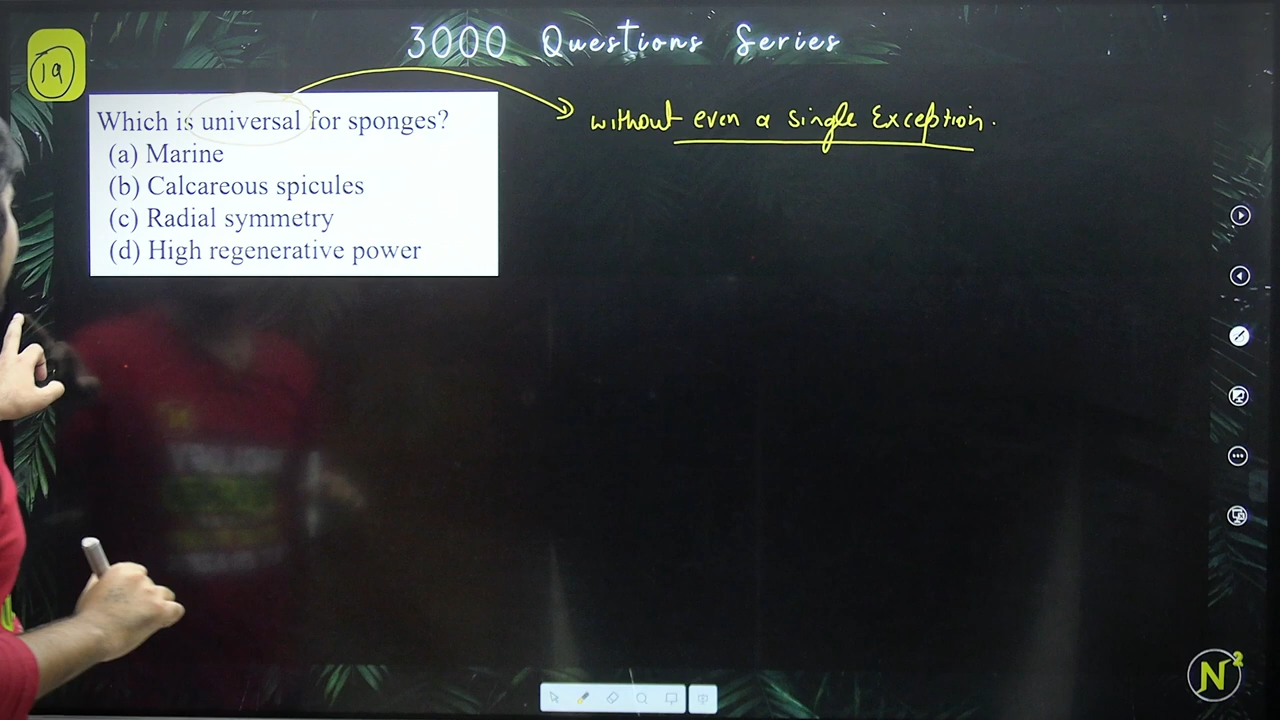 3000 Questions Series
19
Which is universal for sponges?
without even a single Exception.
(a) Marine
(b) Calcareous spicules
(c) Radial symmetry
(d) High regenerative power
N2